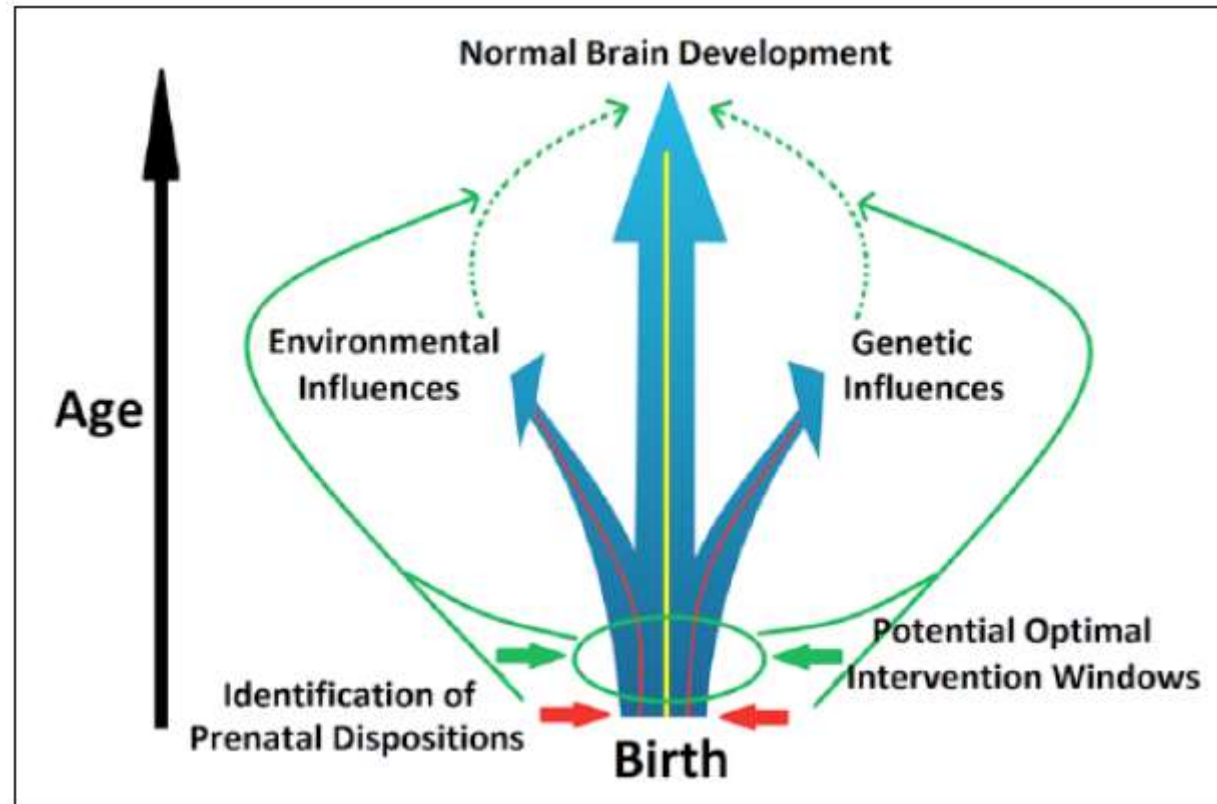 Normal Brain Development
Environmental
Influences
Genetic
Influences
Age
Potential Optimal
Intervention Windows
Identification of
Prenatal Dispositions
Birth